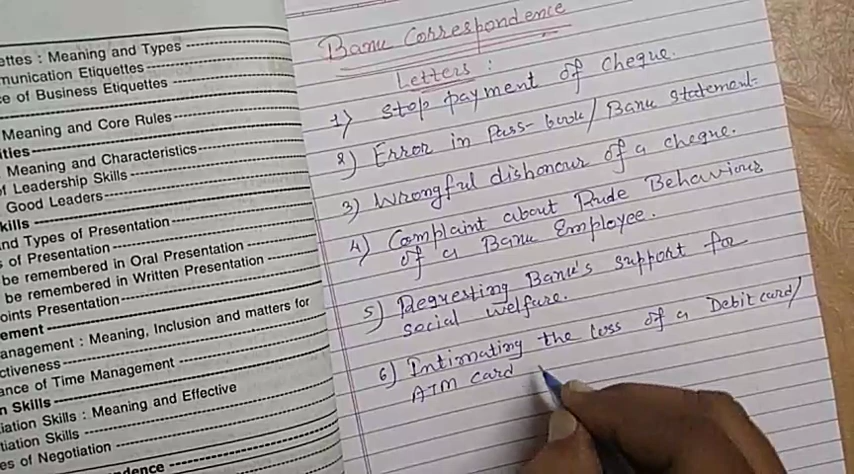 ettes : Meaning and Types
munication Etiquettes
ce of Business Etiquettes
Meaning and Core Rules
ities
Meaning and Characteristics
f Leadership Skills
Good Leaders
kills
nd Types of Presentation
s of Presentation
be remembered in Oral Presentation
be remembered in Written Presentation
oints Presentation
ement
anagement : Meaning, Inclusion and matters for
ctiveness
ance of Time Management
n Skills
iation Skills : Meaning and Effective
tiation Skills
es of Negotiation
dence
Bank Correspondence
Letters :
1) Stop payment of cheque.
2) Error in Pass-book/ Bank statement.
3) Wrongful dishonour of a cheque.
4) Complaint about Rude Behaviour
of a Bank Employee.
5) Requesting Bank's support for
social welfare.
6) Intimating the loss of a Debit card/
ATM card